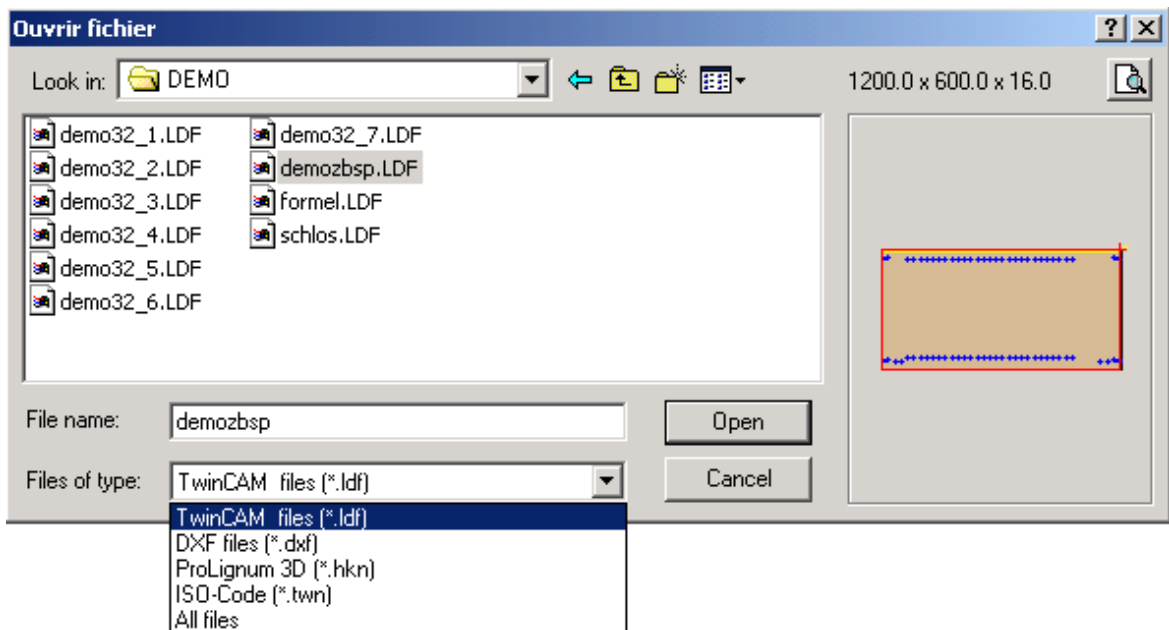 Ouvrir fichier
Look in: DEMO 1200.0 x 600.0 x 16.0
demo32_1.LDF demo32_7.LDF
demo32_2.LDF demozbsp.LDF
demo32_3.LDF formel.LDF
demo32_4.LDF schlos.LDF
demo32_5.LDF
demo32_6.LDF
File name: demozbsp Open
Files of type: TwinCAM files (*.ldf) Cancel
TwinCAM files (*.ldf)
DXF files (*.dxf)
ProLignum 3D (*.hkn)
ISO-Code (*.twn)
All files